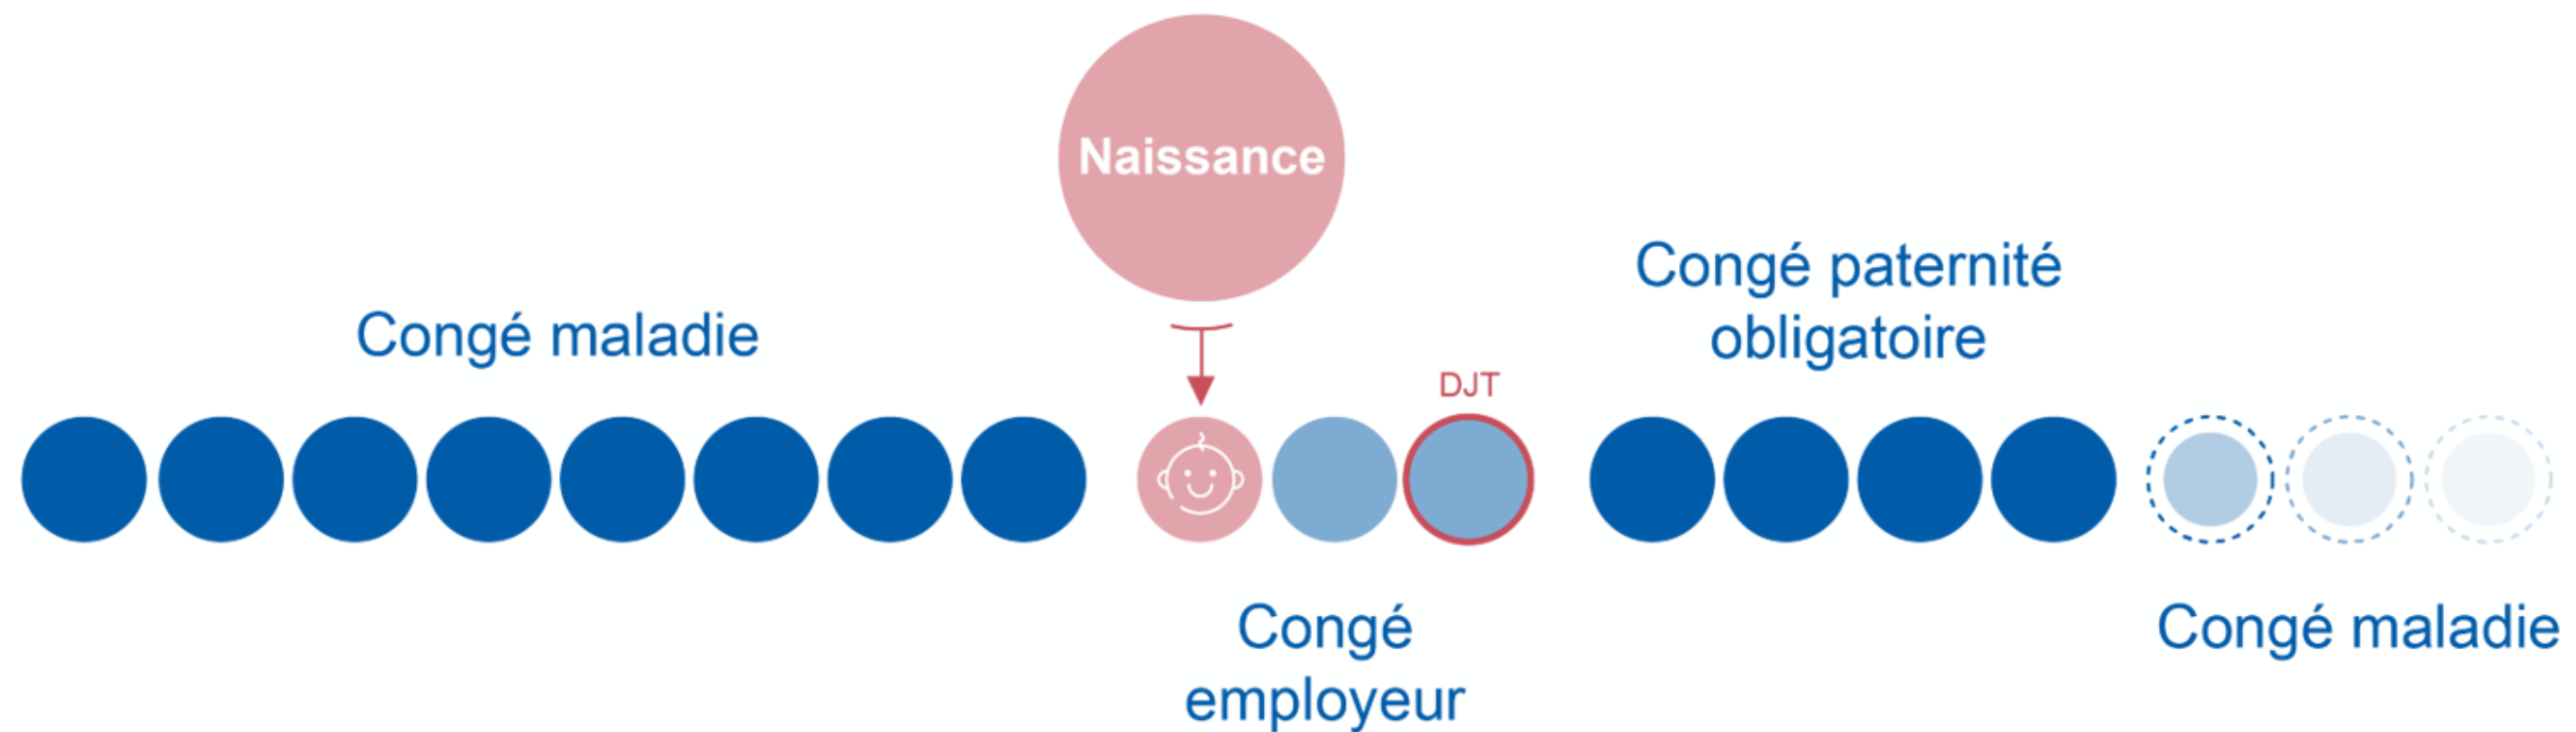 Naissance
Congé maladie
Congé paternité
obligatoire
DJT
Congé
employeur
Congé maladie